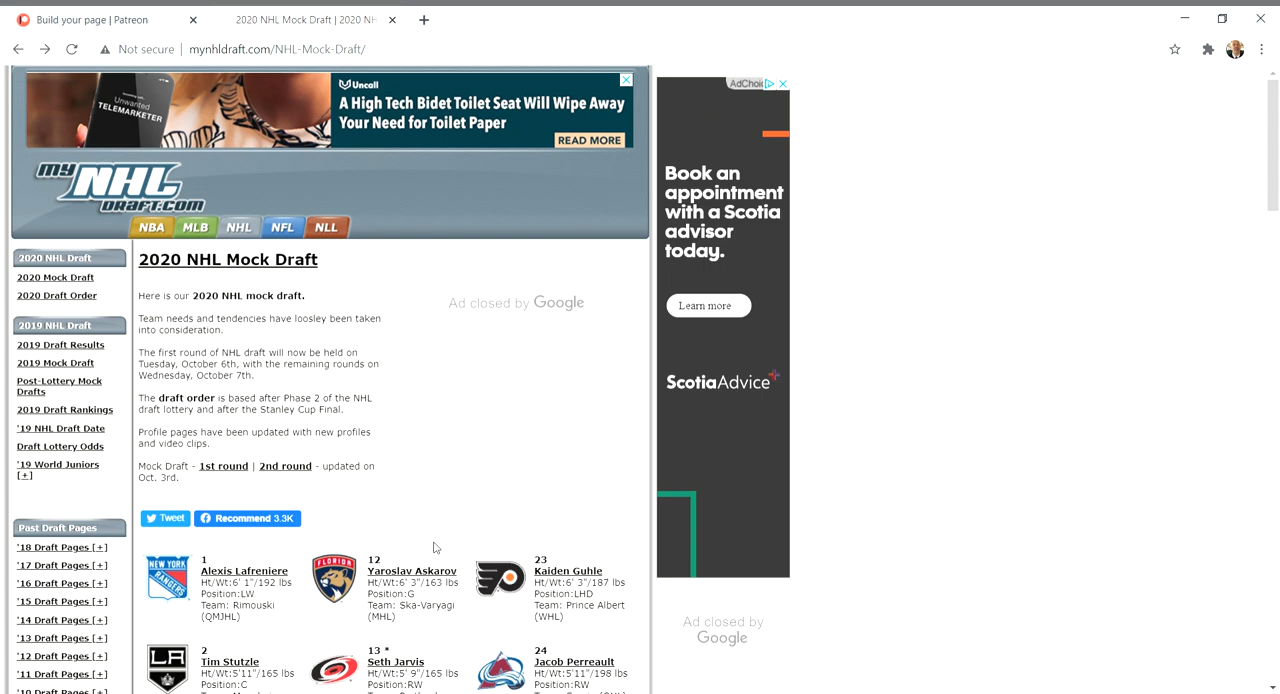 Build your page | Patreon
2020 NHL Mock Draft | 2020 NH
Not secure | mynhldraft.com/NHL-Mock-Draft/
Unwanted
TELEMARKETER
Uncall
A High Tech Bidet Toilet Seat Will Wipe Away
Your Need for Toilet Paper
READ MORE
MY
NHL
DRAFT.COM
NBA
MLB
NHL
NFL
NLL
2020 NHL Draft
2020 Mock Draft
2020 Draft Order
2019 NHL Draft
2019 Draft Results
2019 Mock Draft
Post-Lottery Mock
Drafts
2019 Draft Rankings
'19 NHL Draft Date
Draft Lottery Odds
'19 World Juniors
[+]
Past Draft Pages
'18 Draft Pages [+]
'17 Draft Pages [+]
'16 Draft Pages [+]
'15 Draft Pages [+]
'14 Draft Pages [+]
'13 Draft Pages [+]
'12 Draft Pages [+]
'11 Draft Pages [+]
'10 Draft Pages [+]
2020 NHL Mock Draft
Here is our 2020 NHL mock draft.
Team needs and tendencies have loosley been taken
into consideration.
The first round of NHL draft will now be held on
Tuesday, October 6th, with the remaining rounds on
Wednesday, October 7th.
The draft order is based after Phase 2 of the NHL
draft lottery and after the Stanley Cup Final.
Profile pages have been updated with new profiles
and video clips.
Mock Draft - 1st round | 2nd round - updated on
Oct. 3rd.
Ad closed by Google
Tweet
Recommend 3.3K
NEW YORK
RANGERS
1
Alexis Lafreniere
Ht/Wt:6' 1"/192 lbs
Position:LW
Team: Rimouski
(QMJHL)
FLORIDA
12
Yaroslav Askarov
Ht/Wt:6' 3"/163 lbs
Position:G
Team: Ska-Varyagi
(MHL)
23
Kaiden Guhle
Ht/Wt:6' 3"/187 lbs
Position:LHD
Team: Prince Albert
(WHL)
LA
2
Tim Stutzle
Ht/Wt:5'11"/165 lbs
Position:C
13 *
Seth Jarvis
Ht/Wt:5' 9"/165 lbs
Position:RW
24
Jacob Perreault
Ht/Wt:5'11"/198 lbs
Position:RW
AdChoic
Book an
appointment
with a Scotia
advisor
today.
Learn more
ScotiaAdvice+
Ad closed by
Google